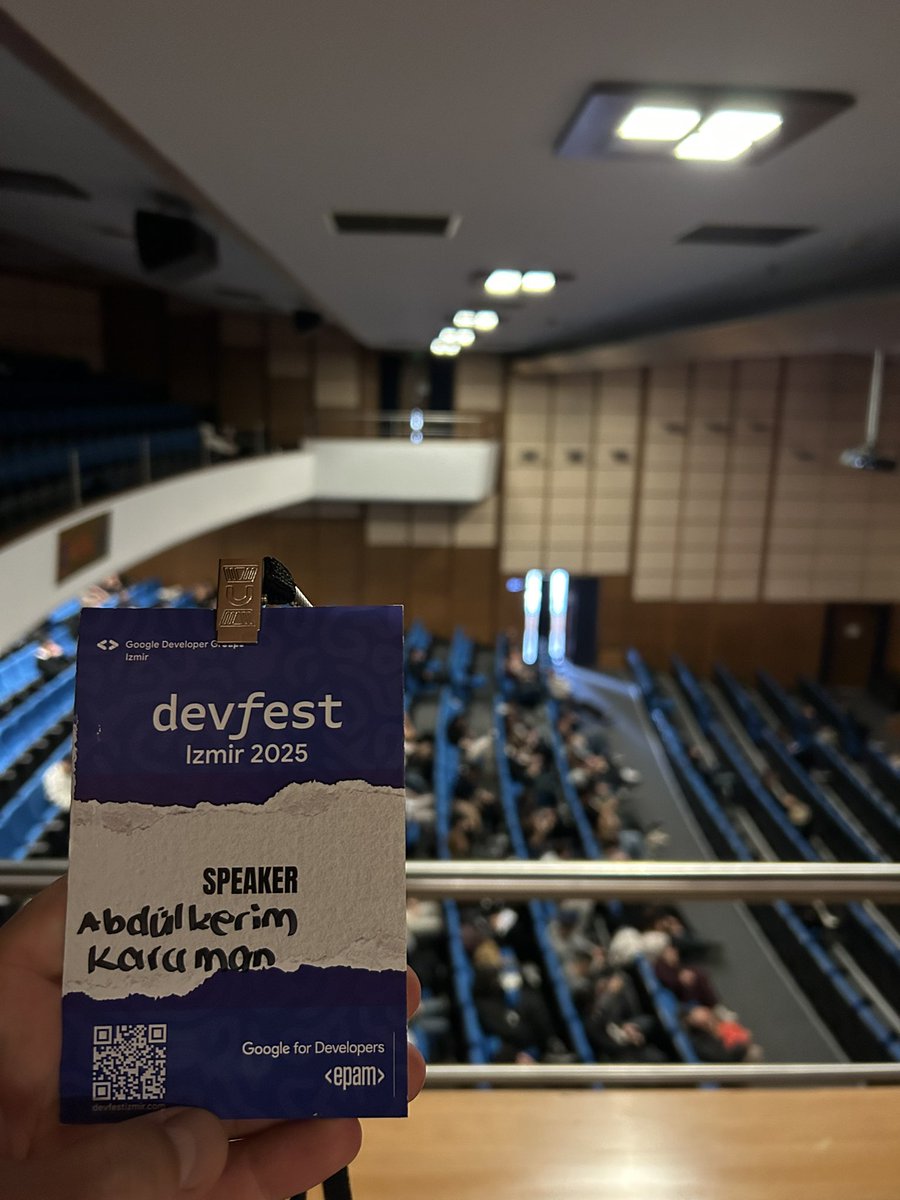 Google Developer Groups
Izmir
devfest
Izmir 2025
SPEAKER
Abdülkerim
Karaman
Google for Developers
<epam>
devfestizmir.com